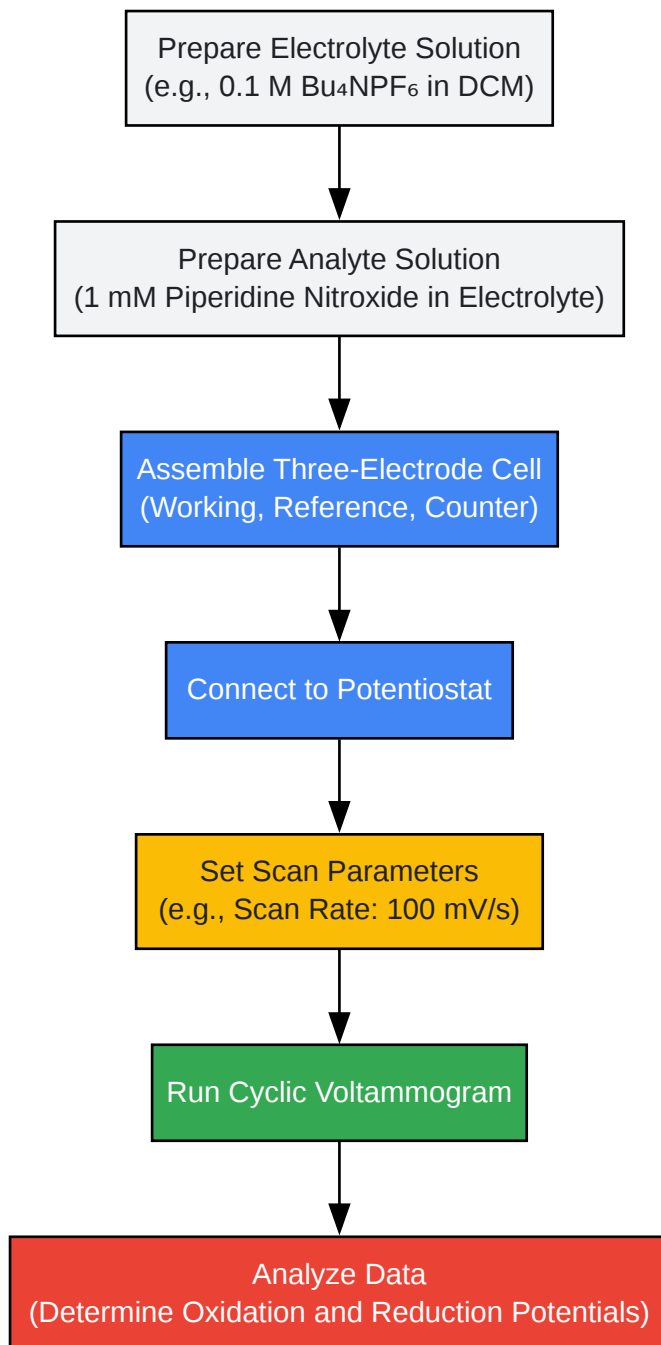 Prepare Electrolyte Solution
(e.g., 0.1 M Bu₄NPF₆ in DCM)
Prepare Analyte Solution
(1 mM Piperidine Nitroxide in Electrolyte)
Assemble Three-Electrode Cell
(Working, Reference, Counter)
Connect to Potentiostat
Set Scan Parameters
(e.g., Scan Rate: 100 mV/s)
Run Cyclic Voltammogram
Analyze Data
(Determine Oxidation and Reduction Potentials)